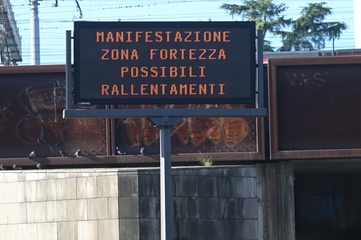 MANIFESTAZIONE
ZONA FORTEZZA
POSSIBILI
RALLENTAMENTI